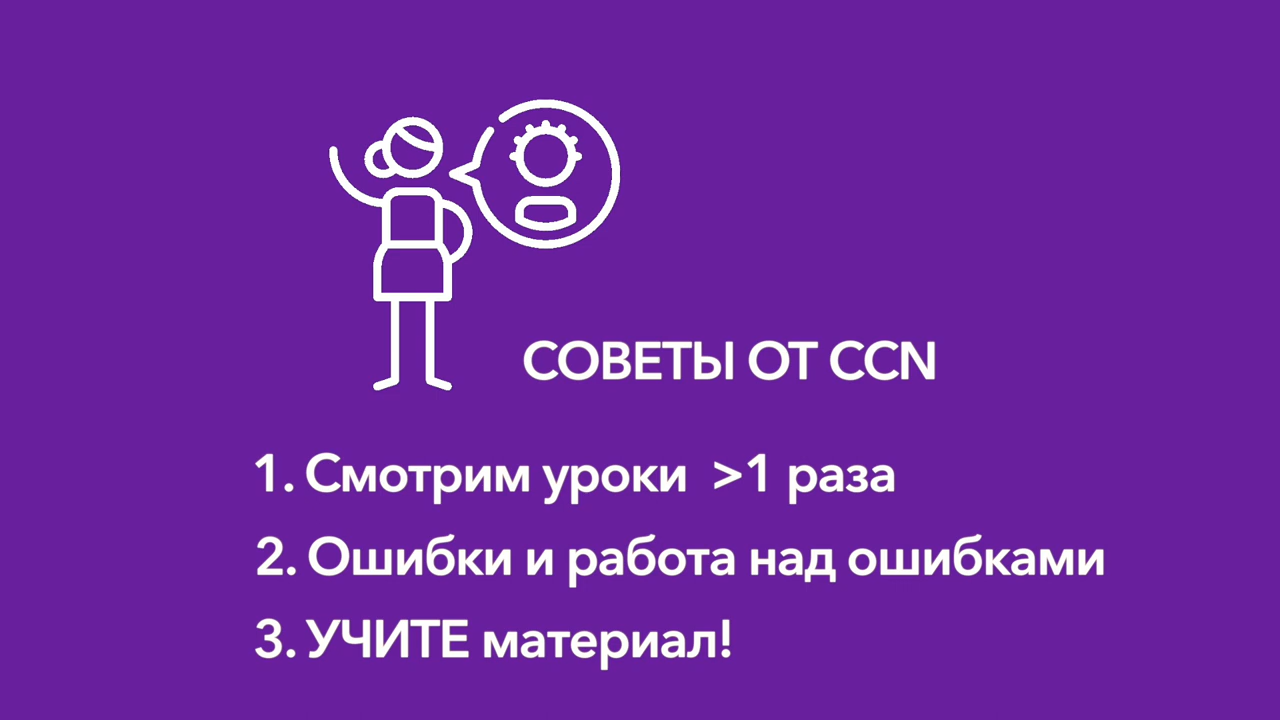 СОВЕТЫ ОТ CCN
1. Смотрим уроки >1 раза
2. Ошибки и работа над ошибками
3. УЧИТЕ материал!